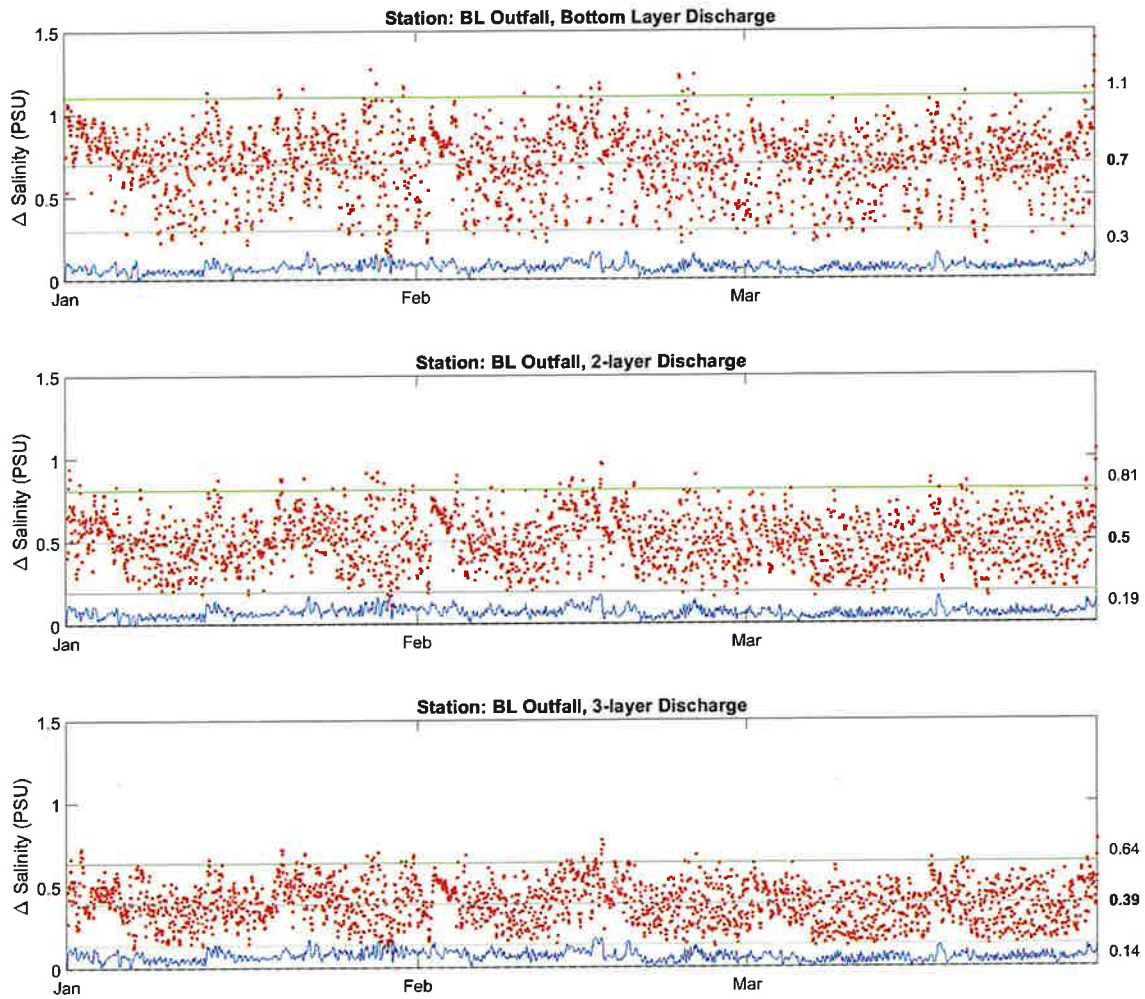 Station: BL Outfall, Bottom Layer Discharge
1.5
1
0.5
0
Δ Salinity (PSU)
1.1
0.7
0.3
Jan
Feb
Mar
Station: BL Outfall, 2-layer Discharge
1.5
1
0.5
0
Δ Salinity (PSU)
0.81
0.5
0.19
Jan
Feb
Mar
Station: BL Outfall, 3-layer Discharge
1.5
1
0.5
0
Δ Salinity (PSU)
0.64
0.39
0.14
Jan
Feb
Mar